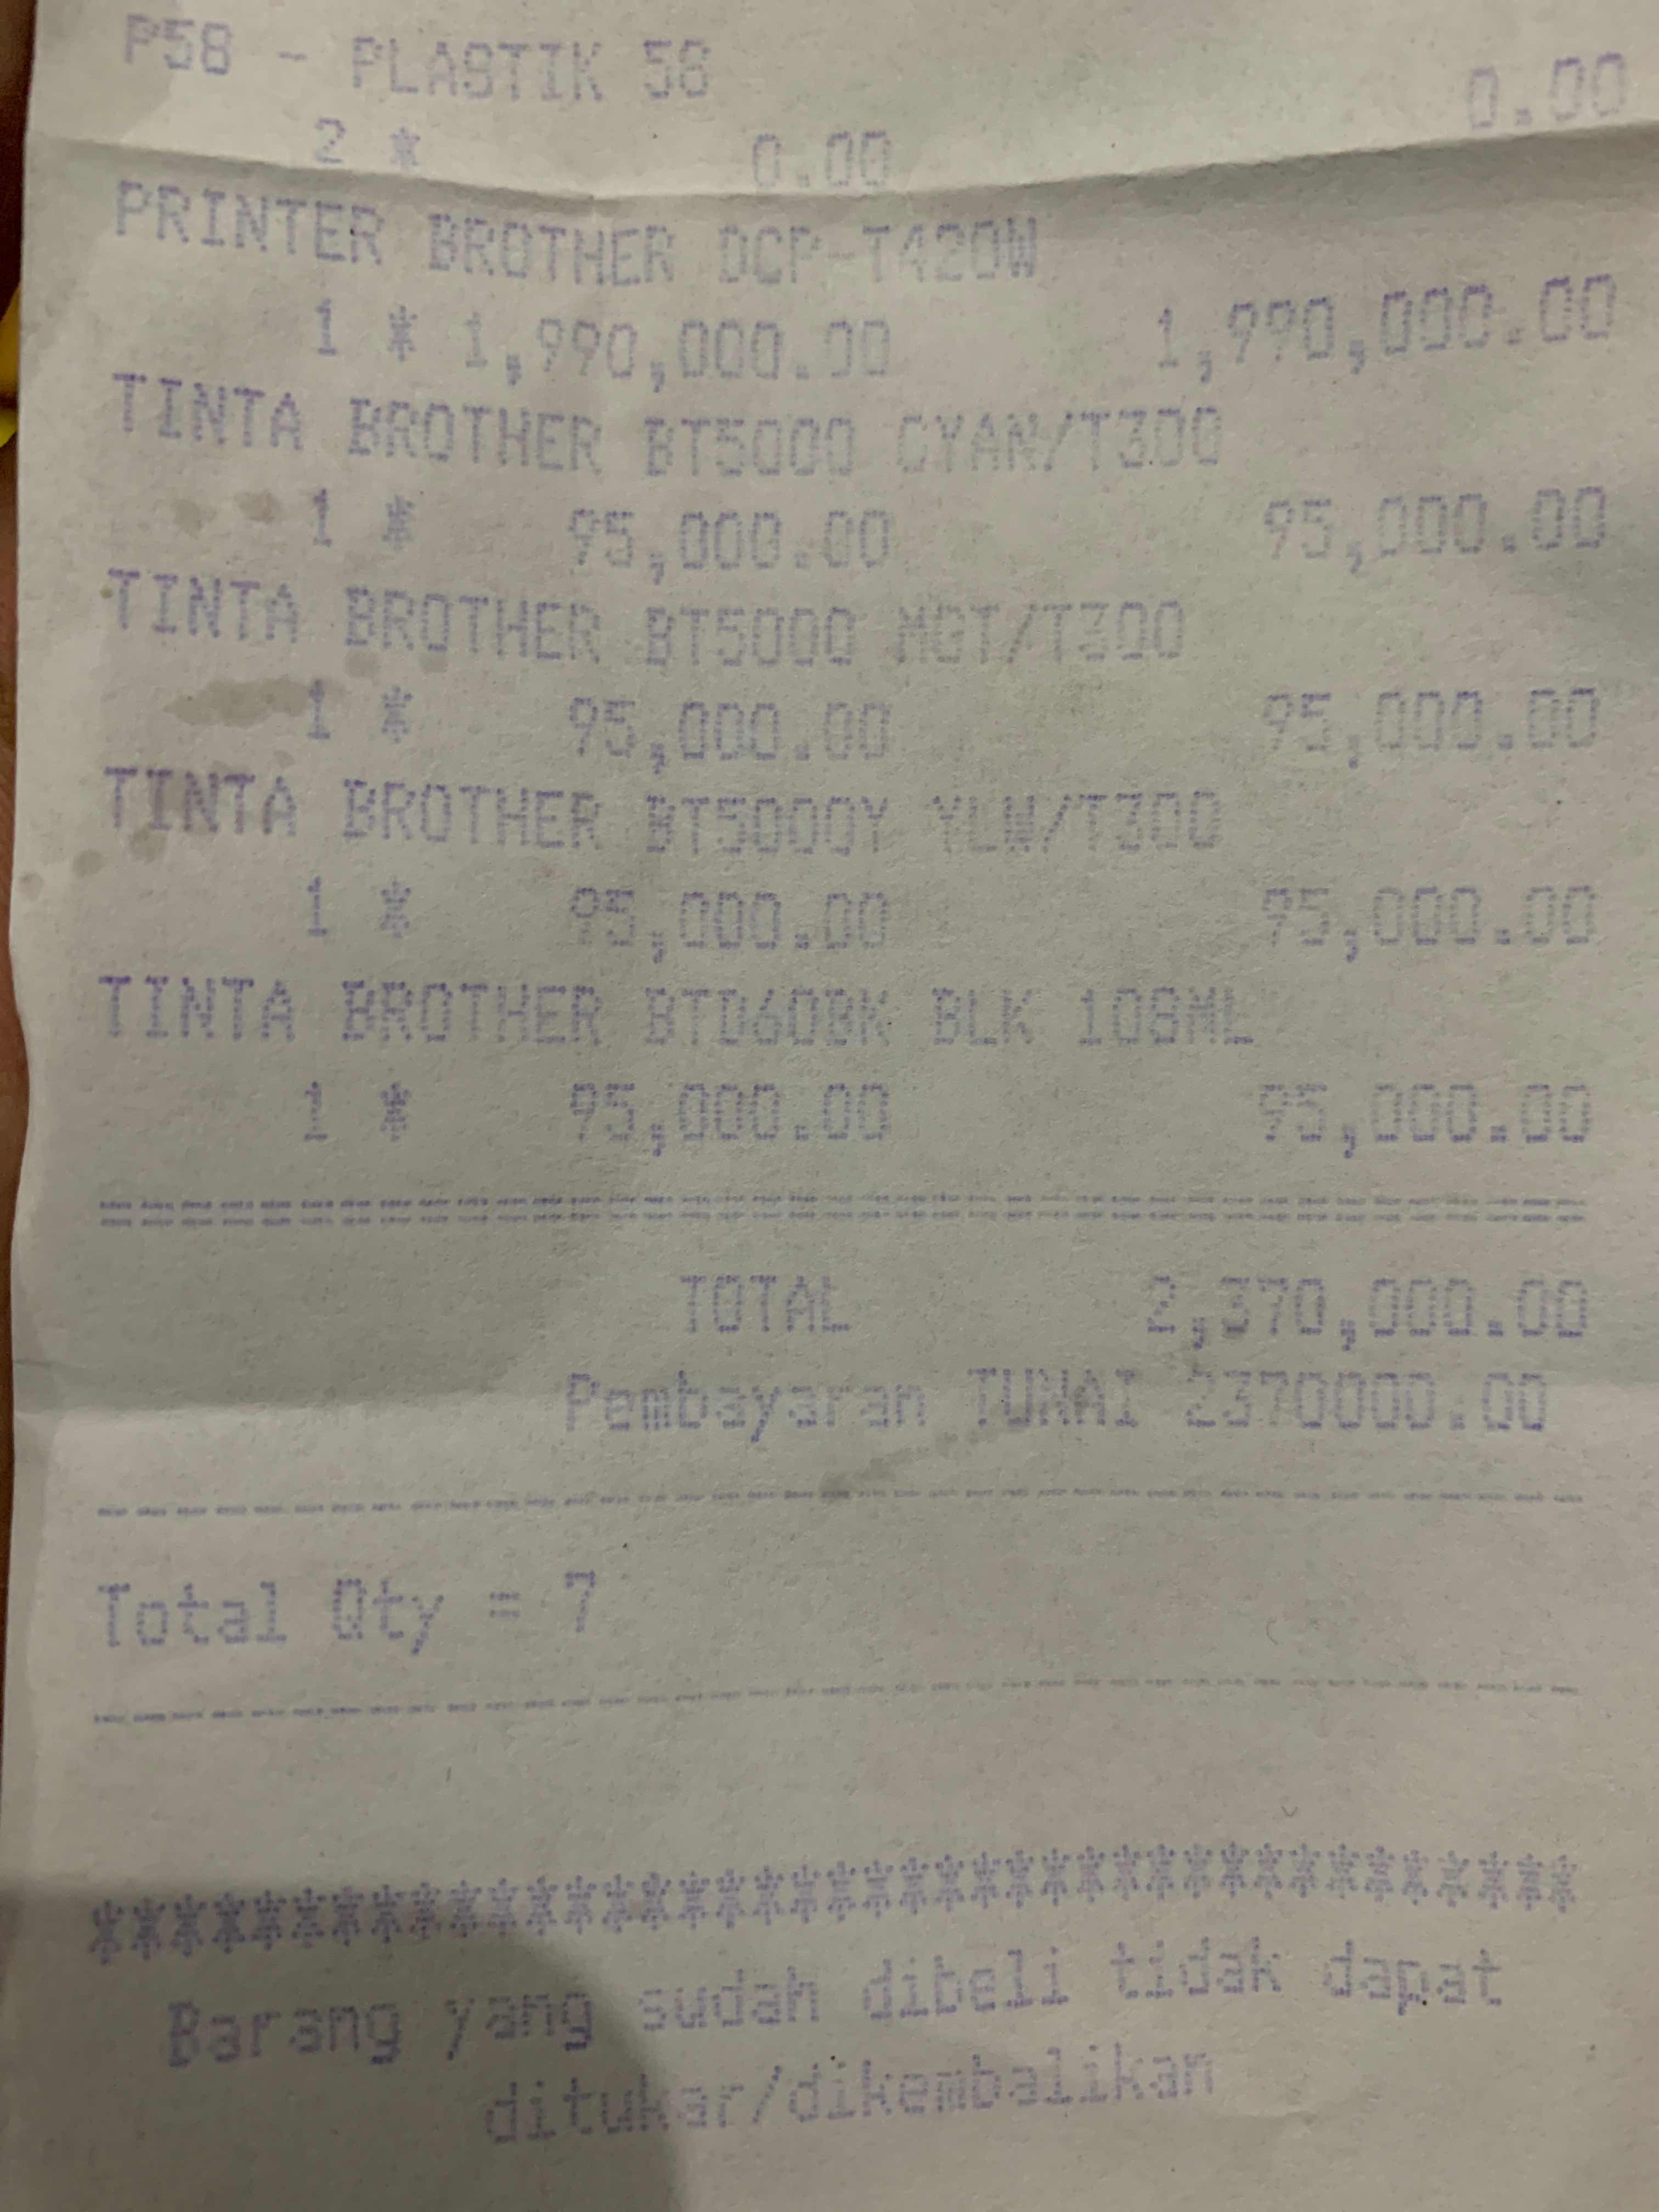 P58 - PLASTIK 58
2 * 0.00 0.00
PRINTER BROTHER DCP-T420W
1 * 1,990,000.00 1,990,000.00
TINTA BROTHER BT5000 CYAN/T300
1 * 95,000.00 95,000.00
TINTA BROTHER BT5000 MGT/T300
1 * 95,000.00 95,000.00
TINTA BROTHER BT5000Y YLW/T300
1 * 95,000.00 95,000.00
TINTA BROTHER BTD60BK BLK 108ML
1 * 95,000.00 95,000.00
TOTAL 2,370,000.00
Pembayaran TUNAI 2370000.00
Total Qty = 7
***************************************
Barang yang sudah dibeli tidak dapat
ditukar/dikembalikan